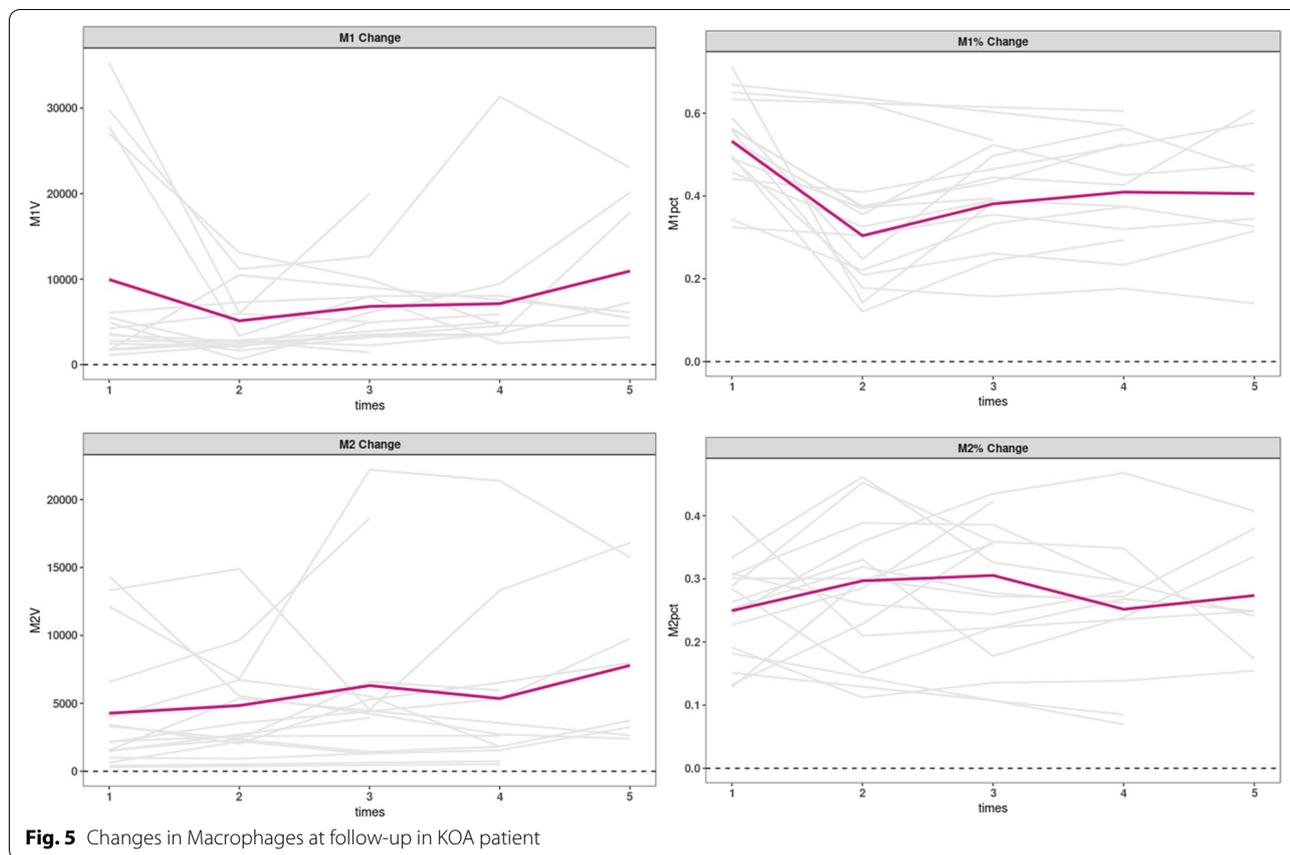 M1 Change
30000
20000
10000
0
M1V
1 2 3 4 5
times
M1% Change
0.6
0.4
0.2
0.0
M1pct
1 2 3 4 5
times
M2 Change
20000
15000
10000
5000
0
M2V
1 2 3 4 5
times
M2% Change
0.4
0.3
0.2
0.1
0.0
M2pct
1 2 3 4 5
times
Fig. 5 Changes in Macrophages at follow-up in KOA patient